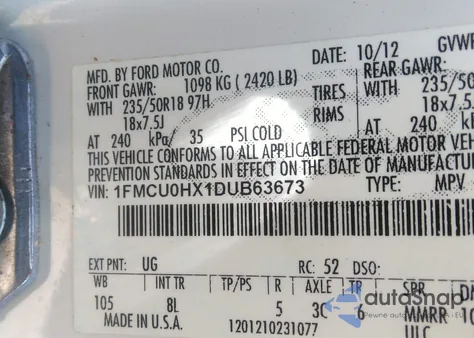 DATE: 10/12 GVWR
MFD. BY FORD MOTOR CO.
FRONT GAWR: 1098 KG ( 2420 LB) REAR GAWR:
WITH TIRES WITH
235/50R18 97H 235/50
18x7.5J RIMS 18x7.5
AT 240 kPa/ 35 PSI COLD AT 240 kP
THIS VEHICLE CONFORMS TO ALL APPLICABLE FEDERAL MOTOR VEH
PREVENTION STANDARDS IN EFFECT ON THE DATE OF MANUFACTUR
VIN: 1FMCU0HX1DUB63673 TYPE: MPV
EXT PNT: UG RC: 52 DSO:
WB INT TR TP/PS R AXLE TR SPR
105 8L 5 3C 6 MMRR
MADE IN U.S.A. 1201210231077
autoSnap